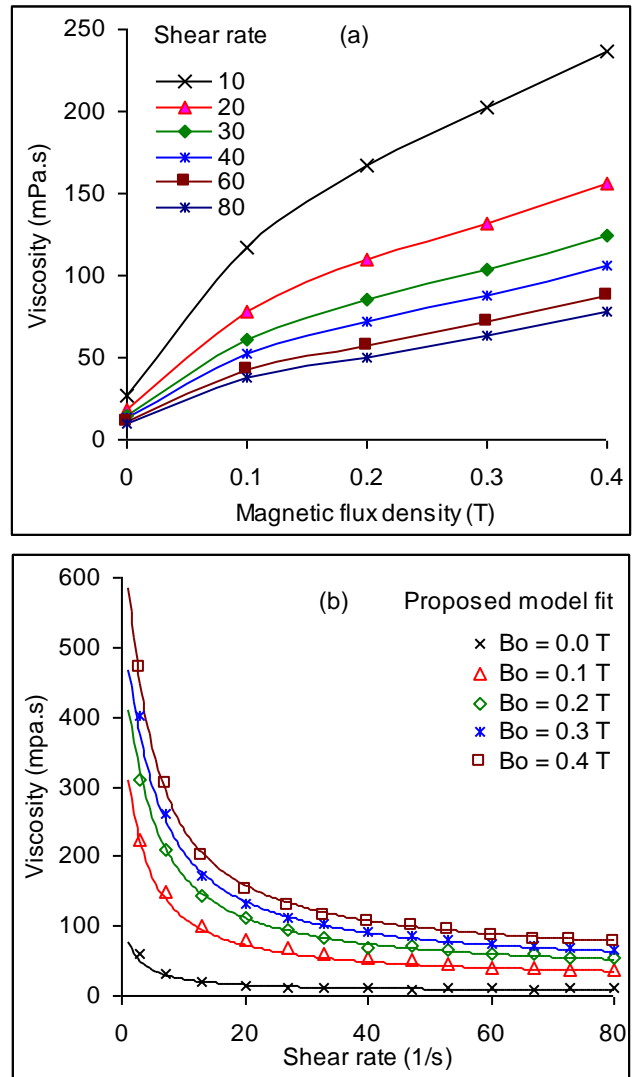 Shear rate (a)
10
20
30
40
60
80
250
200
150
100
50
0
Viscosity (mPa.s)
0 0.1 0.2 0.3 0.4
Magnetic flux density (T)
(b) Proposed model fit
Bo = 0.0 T
Bo = 0.1 T
Bo = 0.2 T
Bo = 0.3 T
Bo = 0.4 T
600
500
400
300
200
100
0
Viscosity (mpa.s)
0 20 40 60 80
Shear rate (1/s)